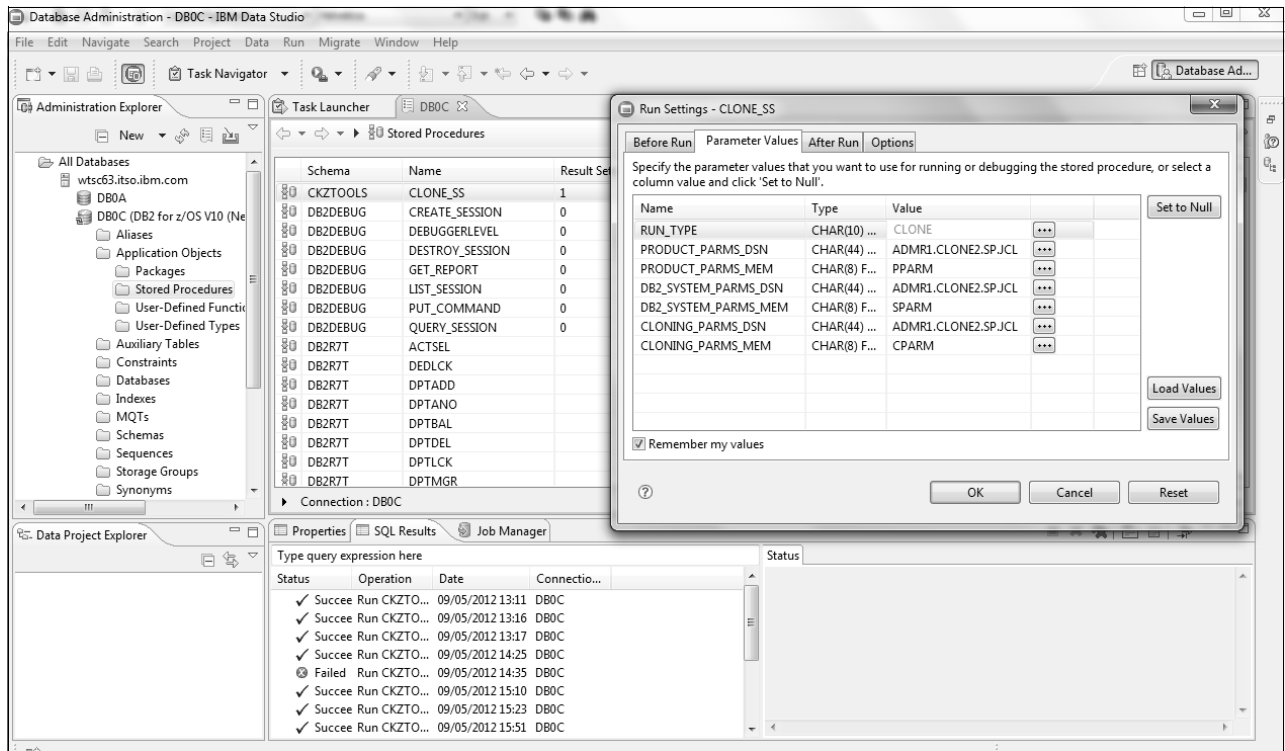 Database Administration - DB0C - IBM Data Studio
File Edit Navigate Search Project Data Run Migrate Window Help
Task Navigator
Database Ad...
Administration Explorer
New
All Databases
wtsc63.itso.ibm.com
DB0A
DB0C (DB2 for z/OS V10 (Ne
Aliases
Application Objects
Packages
Stored Procedures
User-Defined Functio
User-Defined Types
Auxiliary Tables
Constraints
Databases
Indexes
MQTs
Schemas
Sequences
Storage Groups
Synonyms
Data Project Explorer
Task Launcher DB0C
Stored Procedures
Schema Name Result Set
CKZTOOLS CLONE_SS 1
DB2DEBUG CREATE_SESSION 0
DB2DEBUG DEBUGGERLEVEL 0
DB2DEBUG DESTROY_SESSION 0
DB2DEBUG GET_REPORT 0
DB2DEBUG LIST_SESSION 0
DB2DEBUG PUT_COMMAND 0
DB2DEBUG QUERY_SESSION 0
DB2R7T ACTSEL
DB2R7T DEDLCK
DB2R7T DPTADD
DB2R7T DPTANO
DB2R7T DPTBAL
DB2R7T DPTDEL
DB2R7T DPTLCK
DB2R7T DPTMGR
Connection : DB0C
Run Settings - CLONE_SS
Before Run Parameter Values After Run Options
Specify the parameter values that you want to use for running or debugging the stored procedure, or select a
column value and click 'Set to Null'.
Name Type Value
RUN_TYPE CHAR(10) ... CLONE
PRODUCT_PARMS_DSN CHAR(44) ... ADMR1.CLONE2.SP.JCL
PRODUCT_PARMS_MEM CHAR(8) F... PPARM
DB2_SYSTEM_PARMS_DSN CHAR(44) ... ADMR1.CLONE2.SP.JCL
DB2_SYSTEM_PARMS_MEM CHAR(8) F... SPARM
CLONING_PARMS_DSN CHAR(44) ... ADMR1.CLONE2.SP.JCL
CLONING_PARMS_MEM CHAR(8) F... CPARM
Set to Null
Load Values
Save Values
Remember my values
OK Cancel Reset
Properties SQL Results Job Manager
Type query expression here
Status Operation Date Connectio...
Succee Run CKZTO... 09/05/2012 13:11 DB0C
Succee Run CKZTO... 09/05/2012 13:16 DB0C
Succee Run CKZTO... 09/05/2012 13:17 DB0C
Succee Run CKZTO... 09/05/2012 14:25 DB0C
Failed Run CKZTO... 09/05/2012 14:35 DB0C
Succee Run CKZTO... 09/05/2012 15:10 DB0C
Succee Run CKZTO... 09/05/2012 15:23 DB0C
Succee Run CKZTO... 09/05/2012 15:51 DB0C
Status